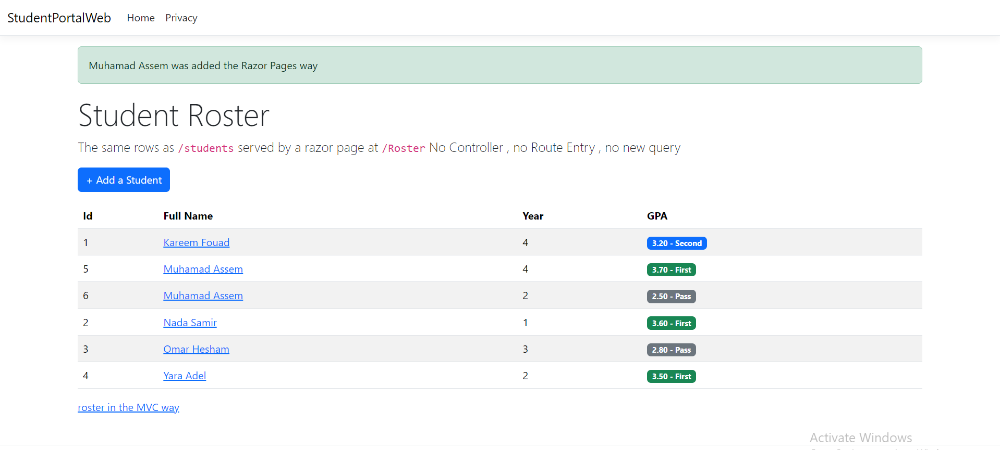 StudentPortalWeb Home Privacy
Muhamad Assem was added the Razor Pages way
Student Roster
The same rows as /students served by a razor page at /Roster No Controller , no Route Entry , no new query
+ Add a Student
Id Full Name Year GPA
1 Kareem Fouad 4 3.20 - Second
5 Muhamad Assem 4 3.70 - First
6 Muhamad Assem 2 2.50 - Pass
2 Nada Samir 1 3.60 - First
3 Omar Hesham 3 2.80 - Pass
4 Yara Adel 2 3.50 - First
roster in the MVC way
Activate Windows